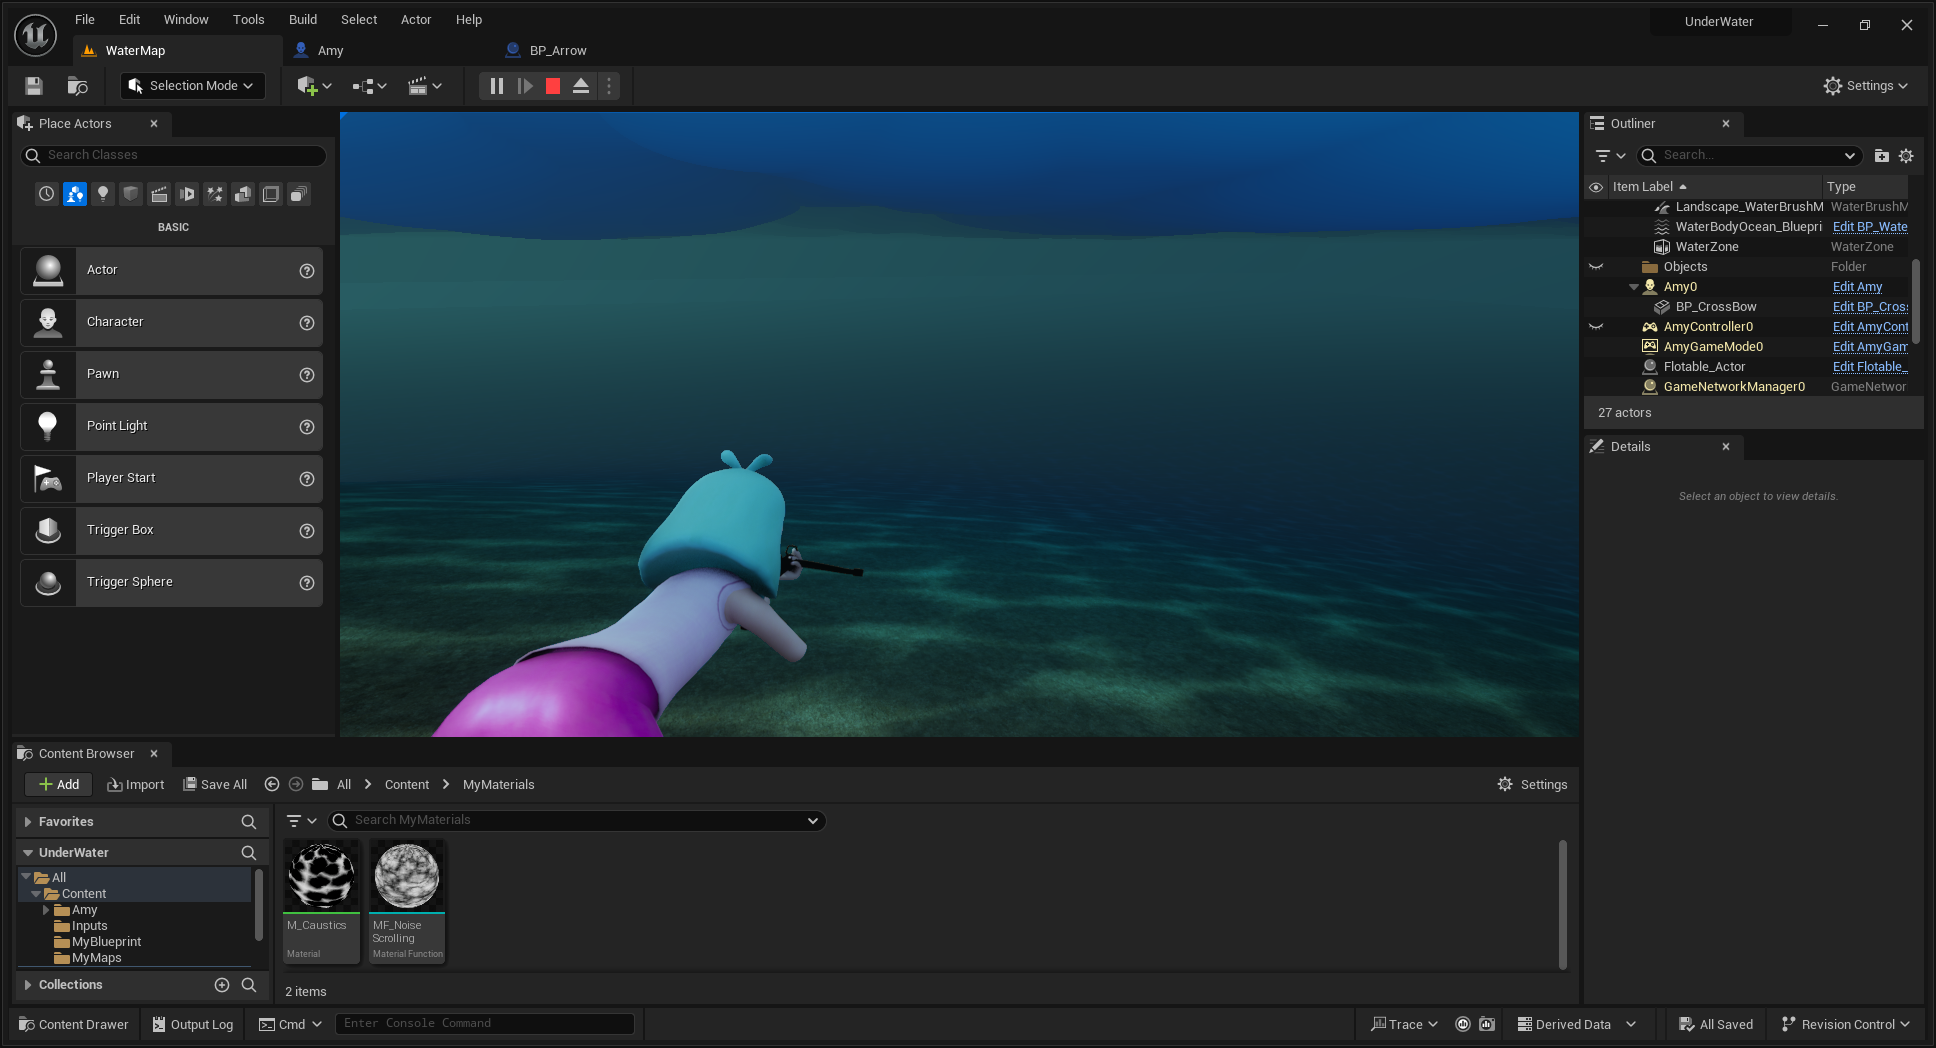 File Edit Window Tools Build Select Actor Help
UnderWater
WaterMap Amy BP_Arrow
Selection Mode
Settings
Place Actors
Search Classes
BASIC
Actor
Character
Pawn
Point Light
Player Start
Trigger Box
Trigger Sphere
Outliner
Search...
Item Label Type
Landscape_WaterBrushM WaterBrushM
WaterBodyOcean_Bluepri Edit BP_Wate
WaterZone WaterZone
Objects Folder
Amy0 Edit Amy
BP_CrossBow Edit BP_Cross
AmyController0 Edit AmyCont
AmyGameMode0 Edit AmyGam
Flotable_Actor Edit Flotable_
GameNetworkManager0 GameNetwor
27 actors
Details
Select an object to view details.
Content Browser
Add Import Save All All Content MyMaterials Settings
Favorites
UnderWater
All
Content
Amy
Inputs
MyBlueprint
MyMaps
Collections
Search MyMaterials
M_Caustics
Material
MF_Noise
Scrolling
Material Function
2 items
Content Drawer Output Log Cmd Enter Console Command Trace Derived Data All Saved Revision Control